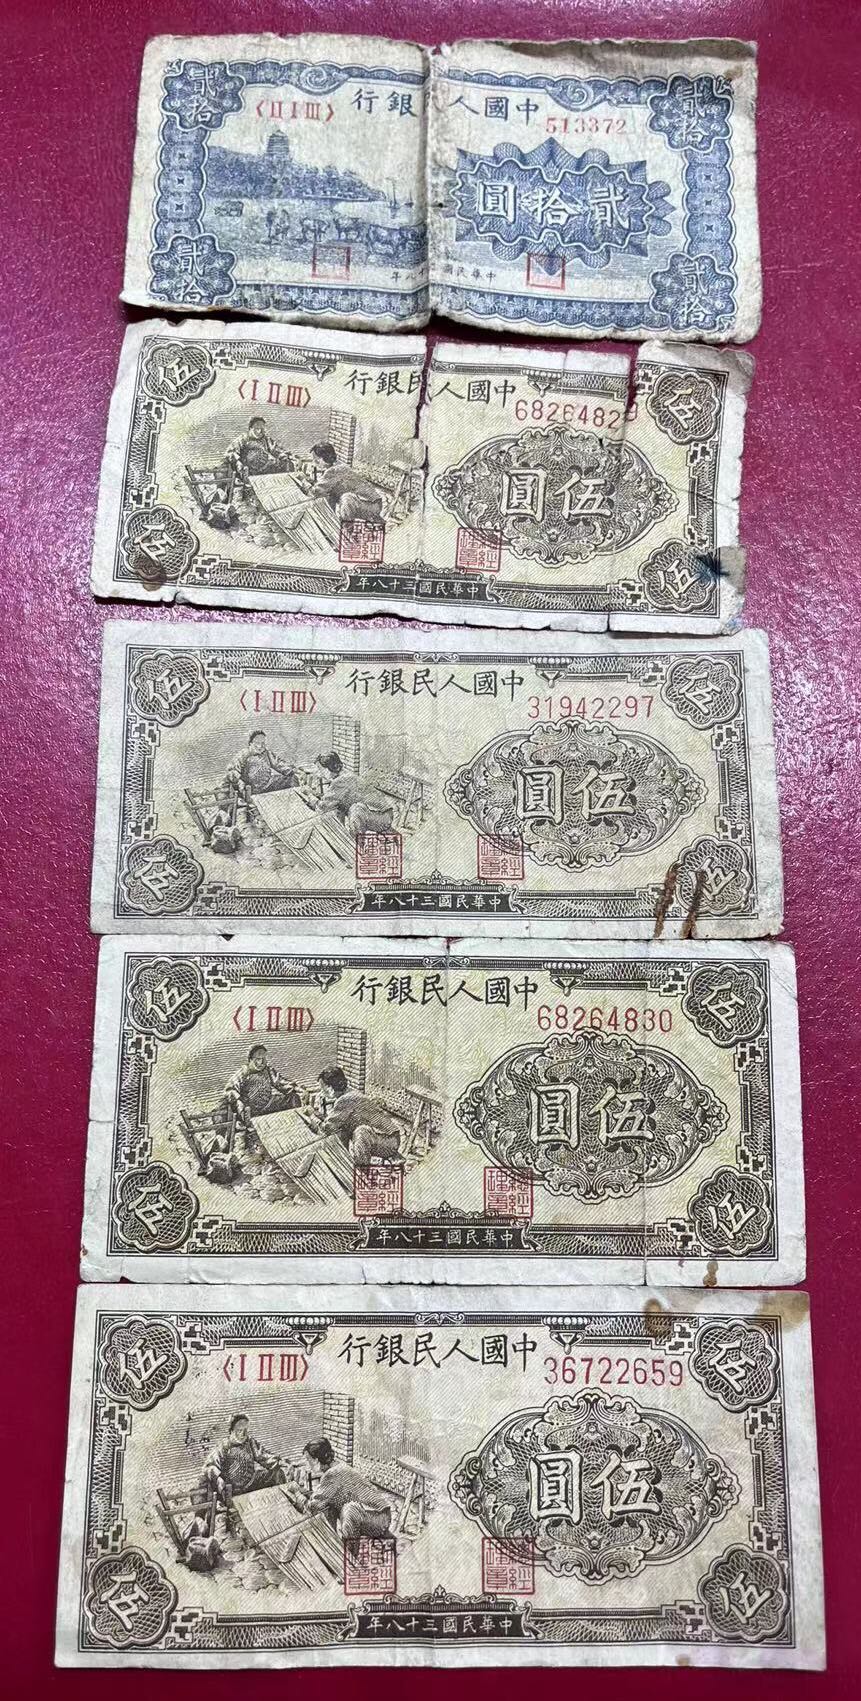 中國人民銀行
〈II I III〉
513372
貳拾
貳拾
貳拾圓
貳拾
貳拾
中國人民銀行
〈I II III〉
68264829
伍
伍
伍圓
伍
伍
中華民國三十八年
中國人民銀行
〈I II III〉
31942297
伍
伍
伍圓
伍
伍
中華民國三十八年
中國人民銀行
〈I II III〉
68264830
伍
伍
伍圓
伍
伍
中華民國三十八年
中國人民銀行
〈I II III〉
36722659
伍
伍
伍圓
伍
伍
中華民國三十八年